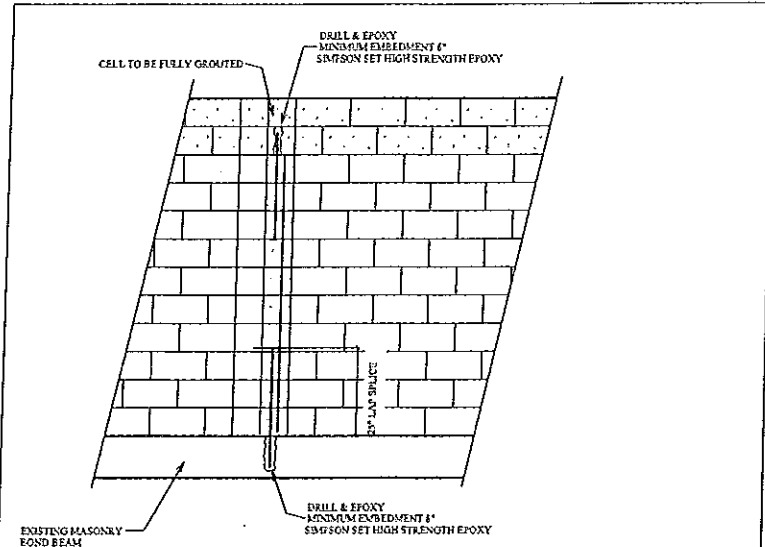 DRILL & EPOXY
MINIMUM EMBEDMENT 6"
SIMPSON SET HIGH STRENGTH EPOXY
CELL TO BE FULLY GROUTED
25" LAP SPLICE
DRILL & EPOXY
MINIMUM EMBEDMENT 6"
SIMPSON SET HIGH STRENGTH EPOXY
EXISTING MASONRY
BOND BEAM